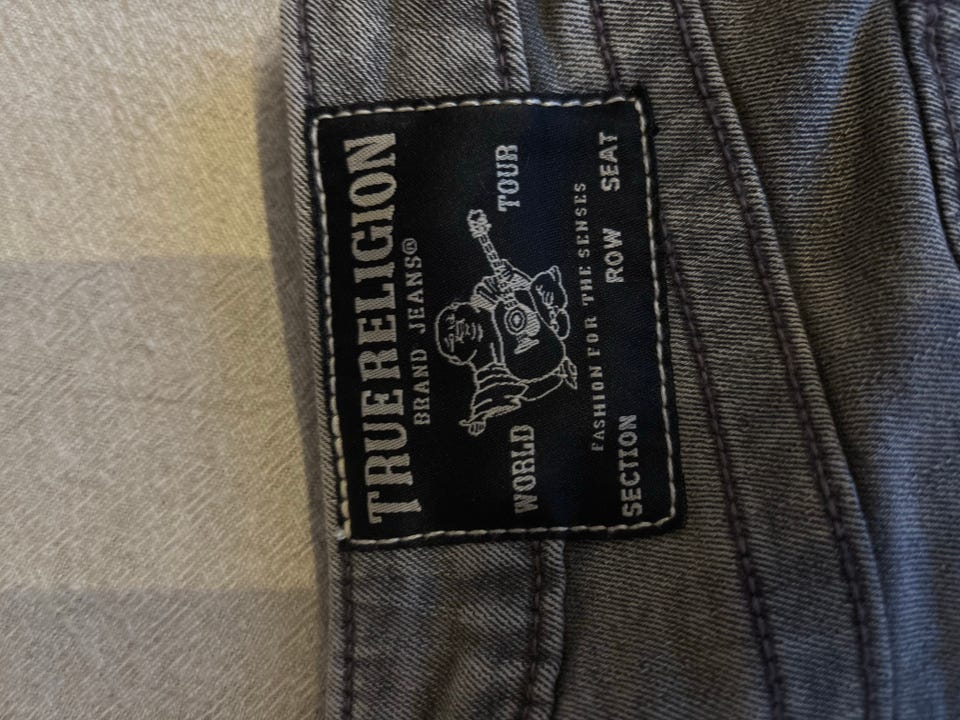 TRUE RELIGION
BRAND JEANS®
WORLD TOUR
FASHION FOR THE SENSES
SECTION ROW SEAT